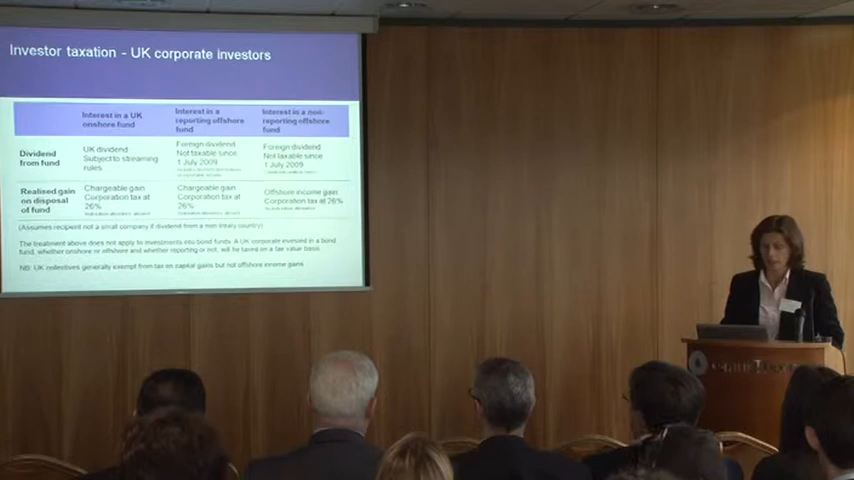 Investor taxation - UK corporate investors
Interest in a UK onshore fund
Interest in a reporting offshore fund
Interest in a non-reporting offshore fund
Dividend from fund
UK dividend
Subject to streaming rules
Foreign dividend
Not taxable since
1 July 2009
Foreign dividend
Not taxable since
1 July 2009
Realised gain on disposal of fund
Chargeable gain
Corporation tax at
26%
Chargeable gain
Corporation tax at
26%
Offshore income gain
Corporation tax at 26%
(Assumes recipient not a small company if dividend from a non treaty country)
The treatment above does not apply to investments into bond funds. A UK corporate invested in a bond
fund, whether onshore or offshore and whether reporting or not, will be taxed on a fair value basis.
NB: UK collectives generally exempt from tax on capital gains but not offshore income gains